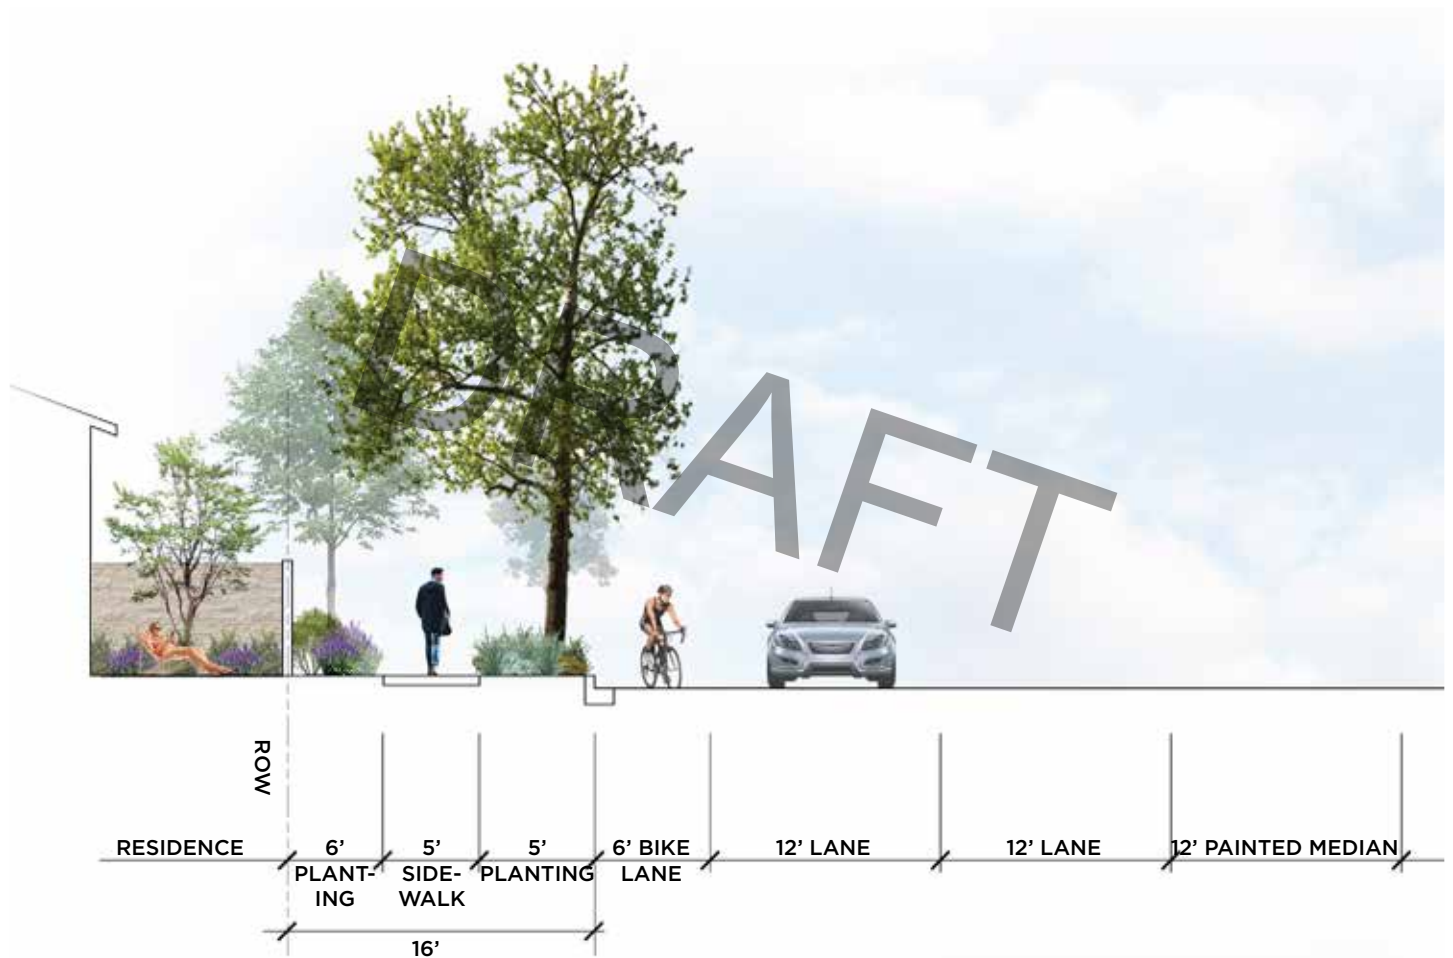 DRAFT
ROW
RESIDENCE
6’
PLANT-
ING
5’
SIDE-
WALK
5’
PLANTING
6’ BIKE
LANE
12’ LANE
12’ LANE
12’ PAINTED MEDIAN
16’